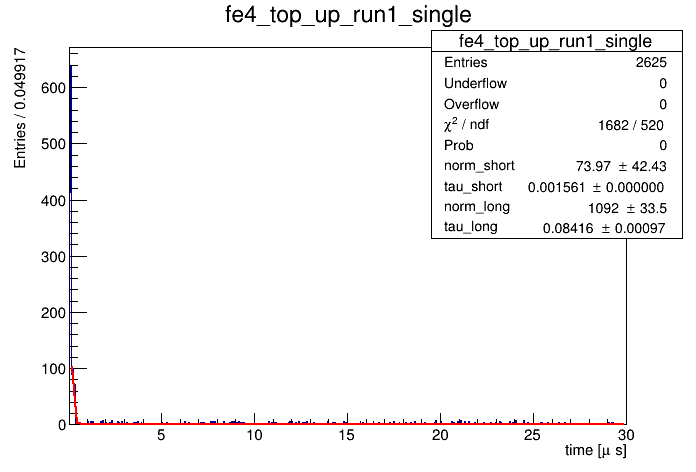 fe4_top_up_run1_single
fe4_top_up_run1_single
Entries 2625
Underflow 0
Overflow 0
χ² / ndf 1682 / 520
Prob 0
norm_short 73.97 ± 42.43
tau_short 0.001561 ± 0.000000
norm_long 1092 ± 33.5
tau_long 0.08416 ± 0.00097
Entries / 0.049917
600
500
400
300
200
100
0
5 10 15 20 25 30
time [μ s]